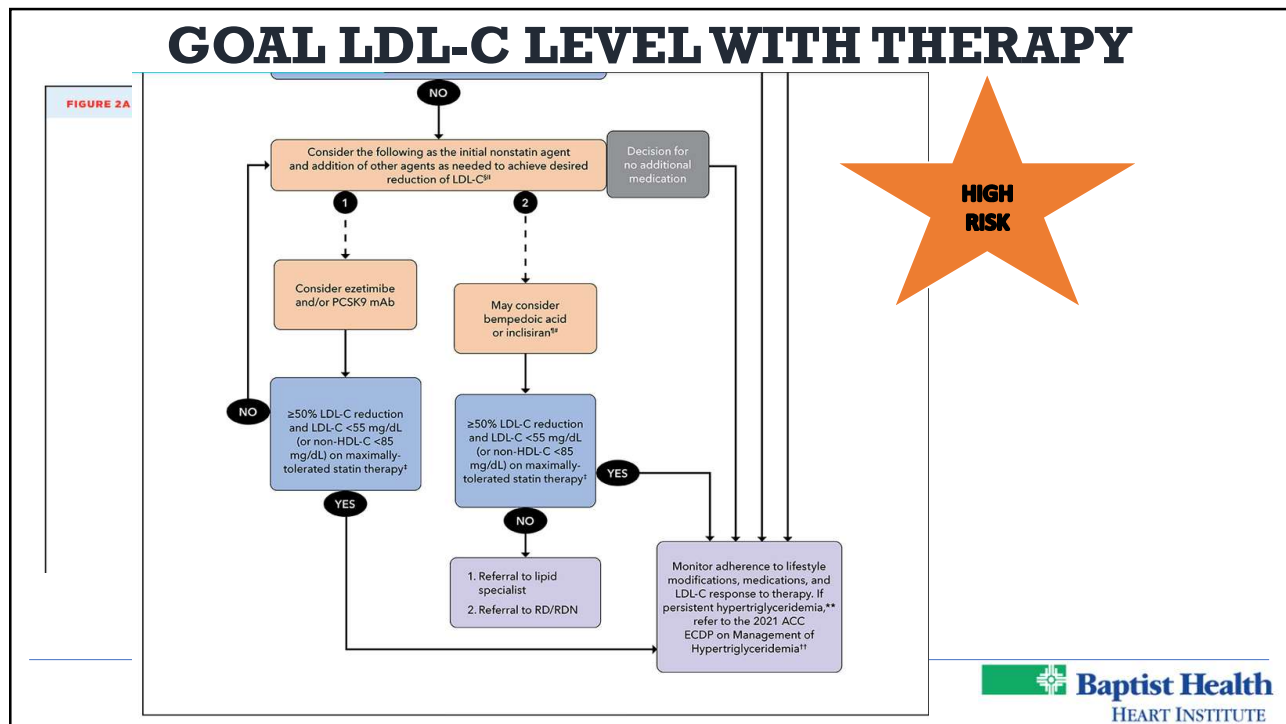 GOAL LDL-C LEVEL WITH THERAPY
FIGURE 2A
NO
Consider the following as the initial nonstatin agent
and addition of other agents as needed to achieve desired
reduction of LDL-C§‖
Decision for
no additional
medication
HIGH
RISK
1
2
Consider ezetimibe
and/or PCSK9 mAb
May consider
bempedoic acid
or inclisiran¶#
NO
≥50% LDL-C reduction
and LDL-C <55 mg/dL
(or non-HDL-C <85
mg/dL) on maximally-
tolerated statin therapy‡
≥50% LDL-C reduction
and LDL-C <55 mg/dL
(or non-HDL-C <85
mg/dL) on maximally-
tolerated statin therapy‡
YES
YES
NO
1. Referral to lipid
specialist
2. Referral to RD/RDN
Monitor adherence to lifestyle
modifications, medications, and
LDL-C response to therapy. If
persistent hypertriglyceridemia,**
refer to the 2021 ACC
ECDP on Management of
Hypertriglyceridemia††
Baptist Health
HEART INSTITUTE